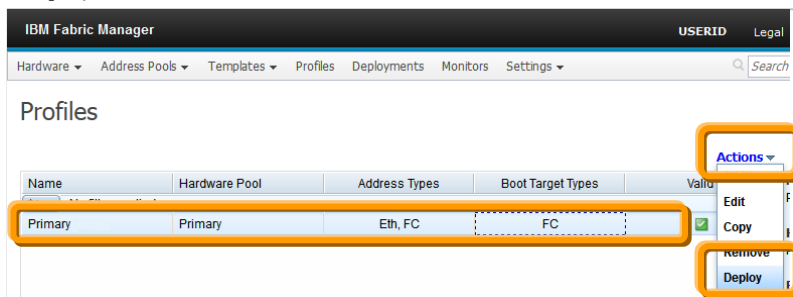 IBM Fabric Manager USERID Legal
Hardware Address Pools Templates Profiles Deployments Monitors Settings Search
Profiles
Actions
Name Hardware Pool Address Types Boot Target Types Valid
Edit
Primary Primary Eth, FC FC Copy
Remove
Deploy